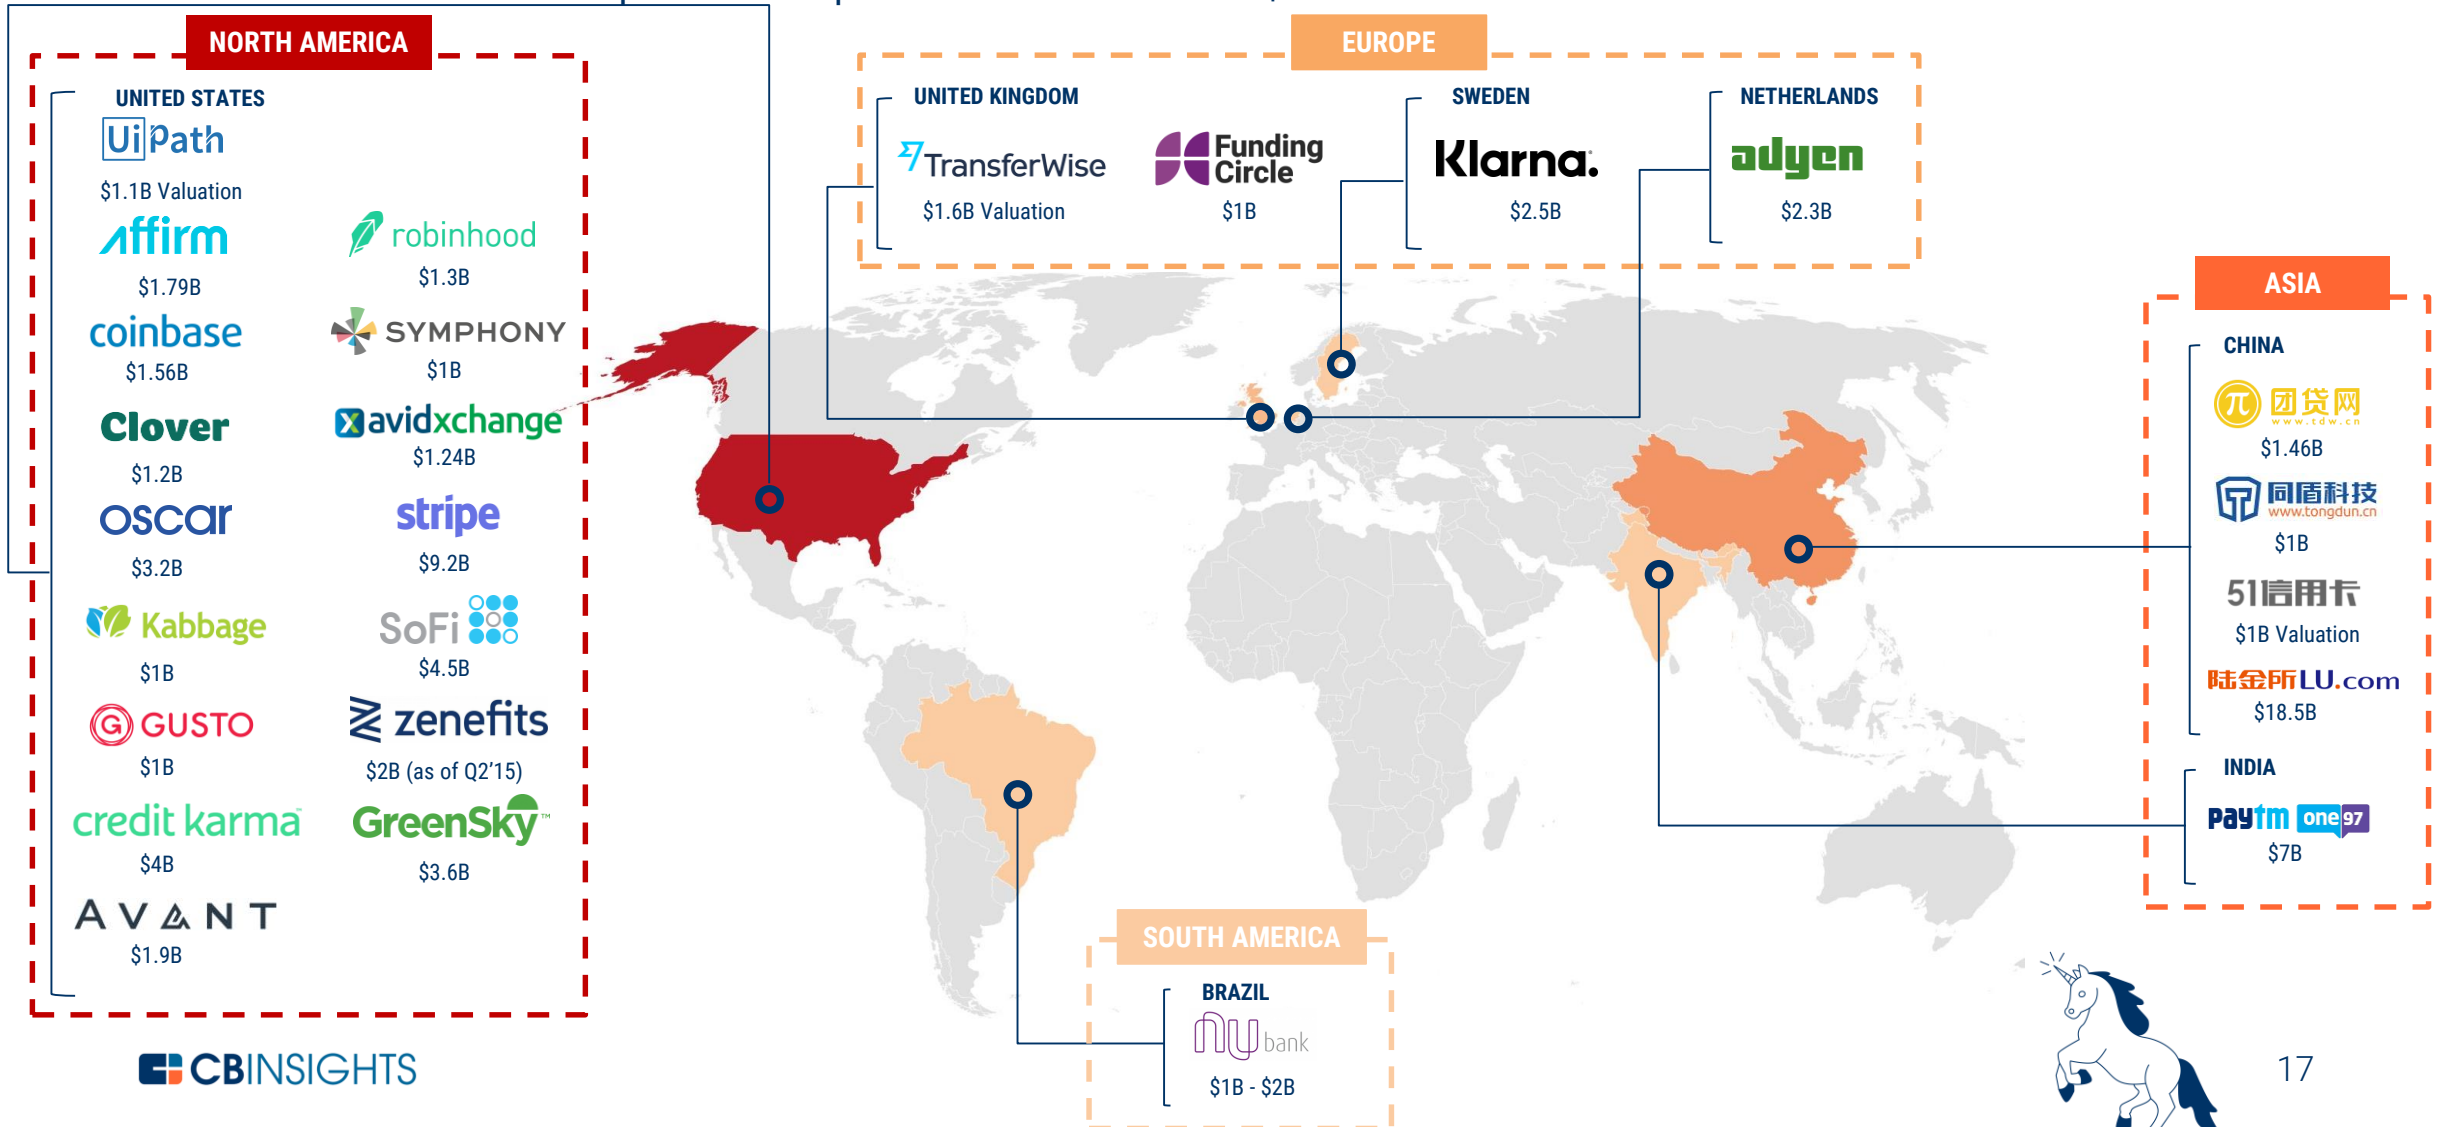 NORTH AMERICA
UNITED STATES
UiPath
$1.1B Valuation
affirm
$1.79B
robinhood
$1.3B
coinbase
$1.56B
SYMPHONY
$1B
Clover
$1.2B
avidxchange
$1.24B
oscar
$3.2B
stripe
$9.2B
Kabbage
$1B
SoFi
$4.5B
G GUSTO
$1B
zenefits
$2B (as of Q2’15)
credit karma
$4B
GreenSky™
$3.6B
AVANT
$1.9B
EUROPE
UNITED KINGDOM
TransferWise
$1.6B Valuation
Funding
Circle
$1B
SWEDEN
Klarna.
$2.5B
NETHERLANDS
adyen
$2.3B
ASIA
CHINA
团贷网
www.tdw.cn
$1.46B
同盾科技
www.tongdun.cn
$1B
51信用卡
$1B Valuation
陆金所LU.com
$18.5B
INDIA
paytm one97
$7B
SOUTH AMERICA
BRAZIL
nu bank
$1B - $2B
CBINSIGHTS
17